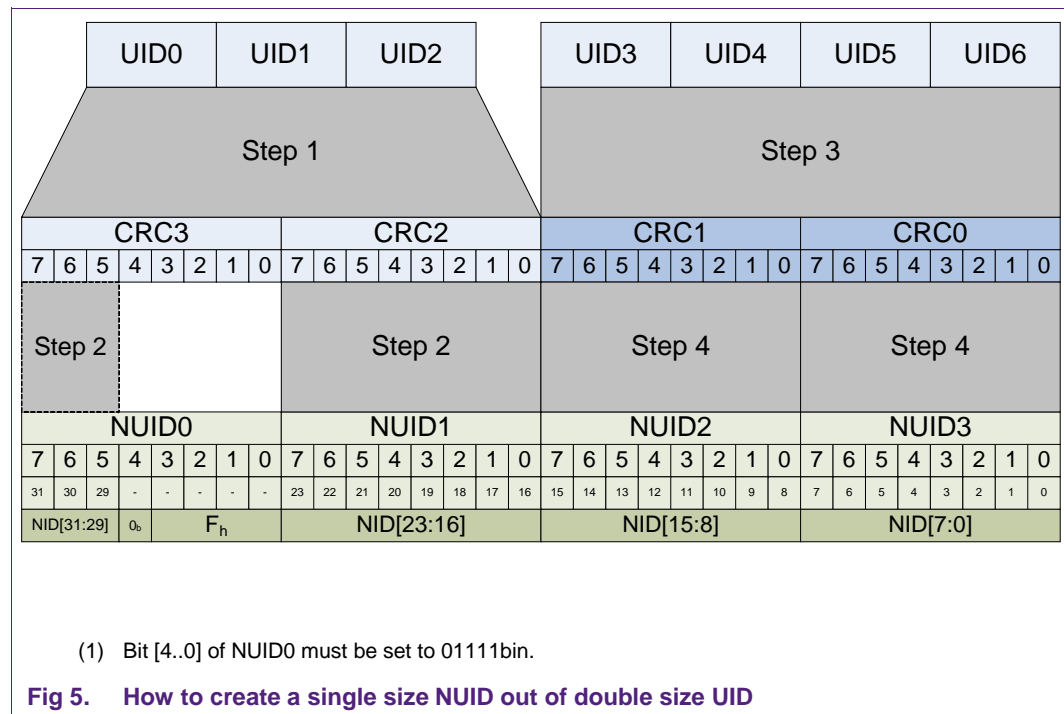 UID0 UID1 UID2 UID3 UID4 UID5 UID6
Step 1 Step 3
CRC3 CRC2 CRC1 CRC0
7 6 5 4 3 2 1 0 7 6 5 4 3 2 1 0 7 6 5 4 3 2 1 0 7 6 5 4 3 2 1 0
Step 2 Step 2 Step 4 Step 4
NUID0 NUID1 NUID2 NUID3
7 6 5 4 3 2 1 0 7 6 5 4 3 2 1 0 7 6 5 4 3 2 1 0 7 6 5 4 3 2 1 0
31 30 29 - - - - - 23 22 21 20 19 18 17 16 15 14 13 12 11 10 9 8 7 6 5 4 3 2 1 0
NID[31:29] 0b Fh NID[23:16] NID[15:8] NID[7:0]
(1) Bit [4..0] of NUID0 must be set to 01111bin.
Fig 5. How to create a single size NUID out of double size UID